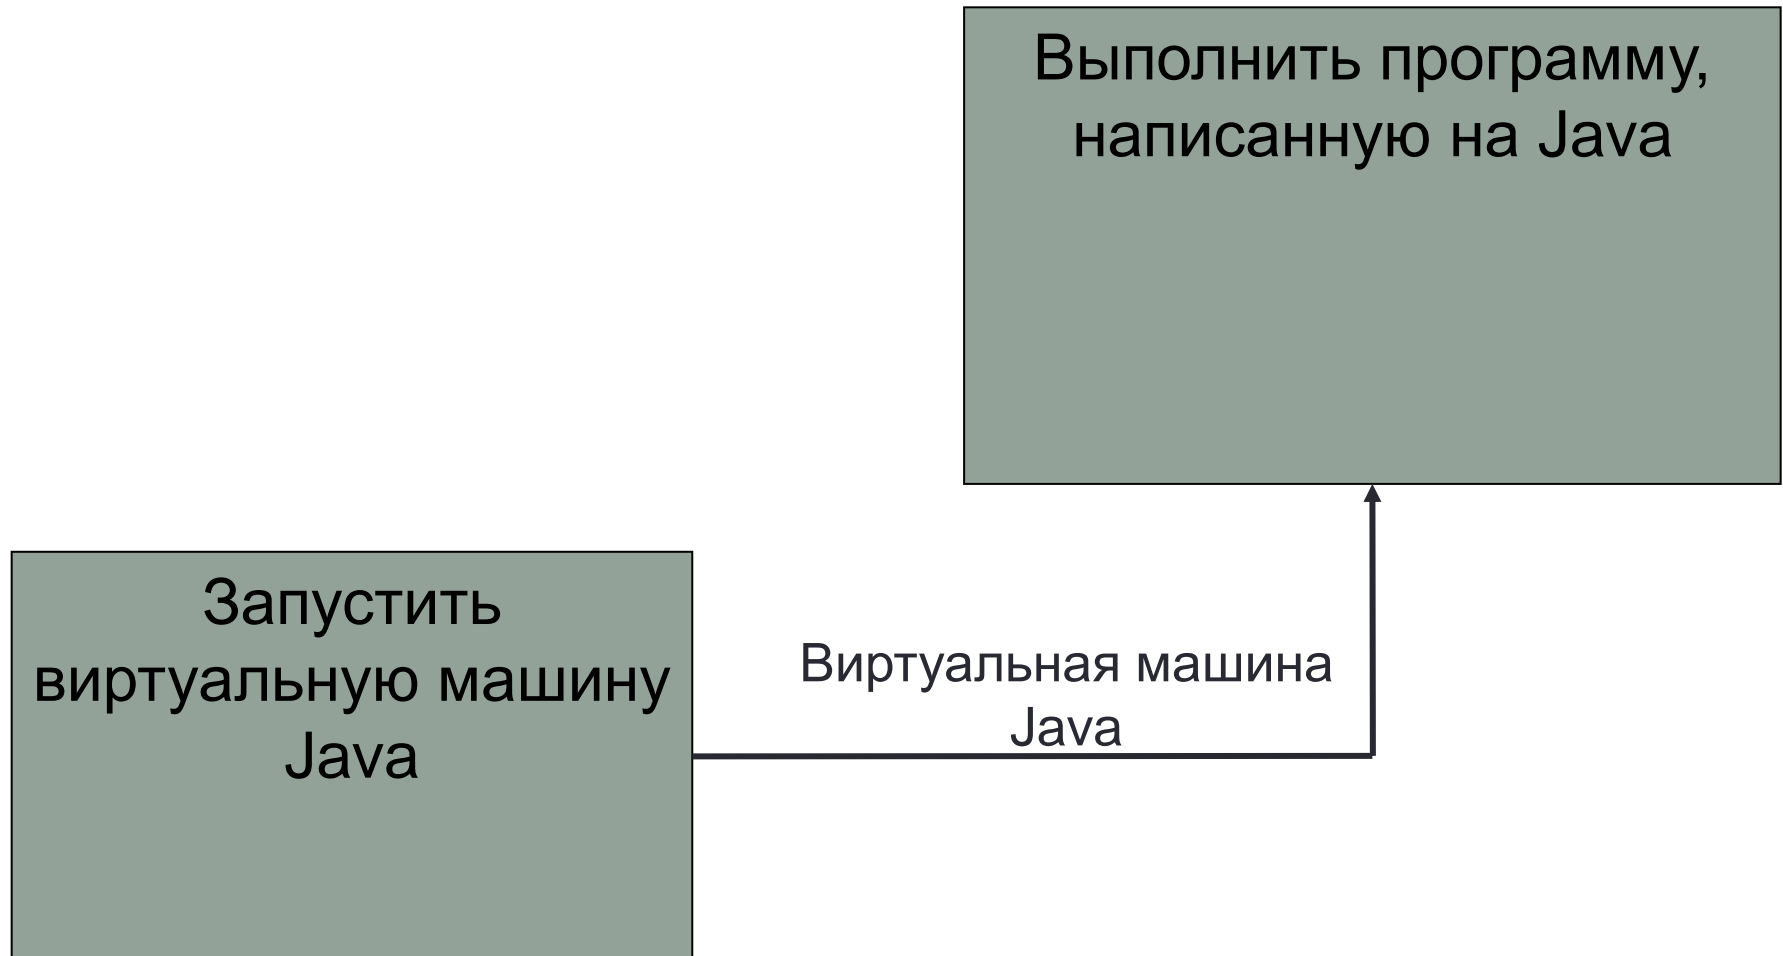 Выполнить программу,
написанную на Java
Запустить
виртуальную машину
Java
Виртуальная машина
Java